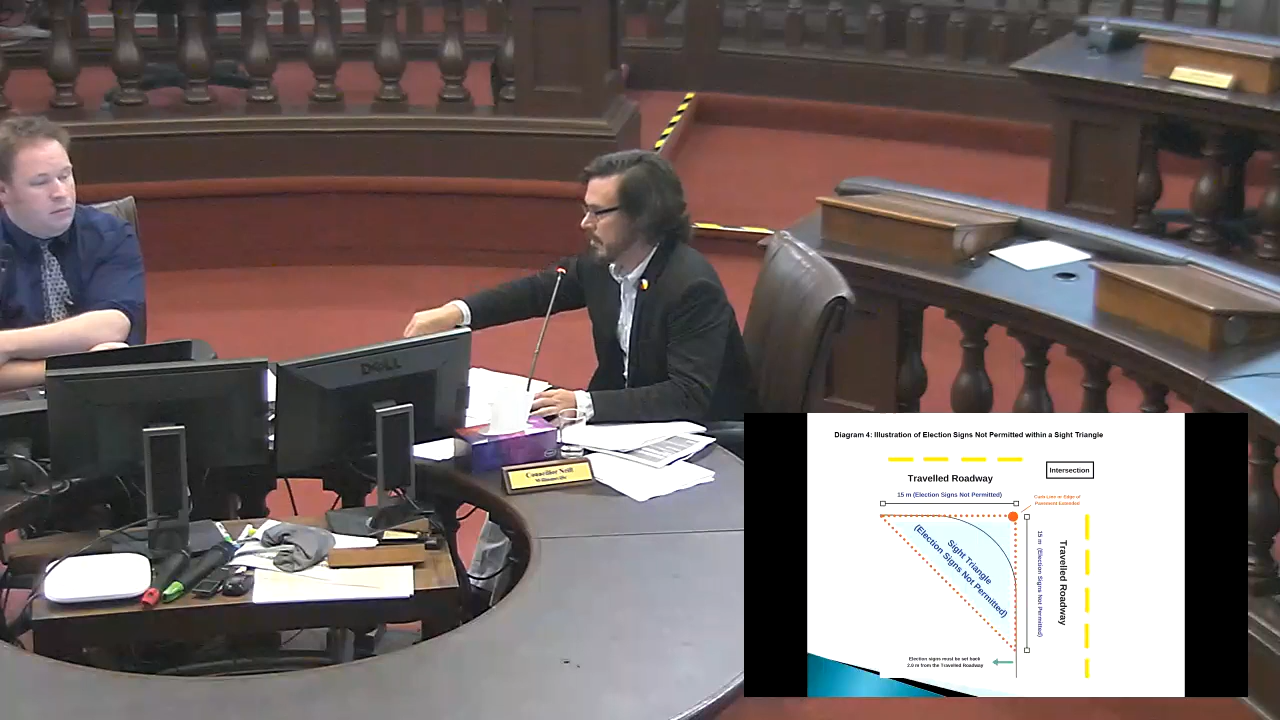 DELL
Councillor Neill
Williamsville
Diagram 4: Illustration of Election Signs Not Permitted within a Sight Triangle
Intersection
Travelled Roadway
15 m (Election Signs Not Permitted)
Curb Line or Edge of
Pavement Extended
Sight Triangle
(Election Signs Not Permitted)
15 m (Election Signs Not Permitted)
Travelled Roadway
Election signs must be set back
2.0 m from the Travelled Roadway